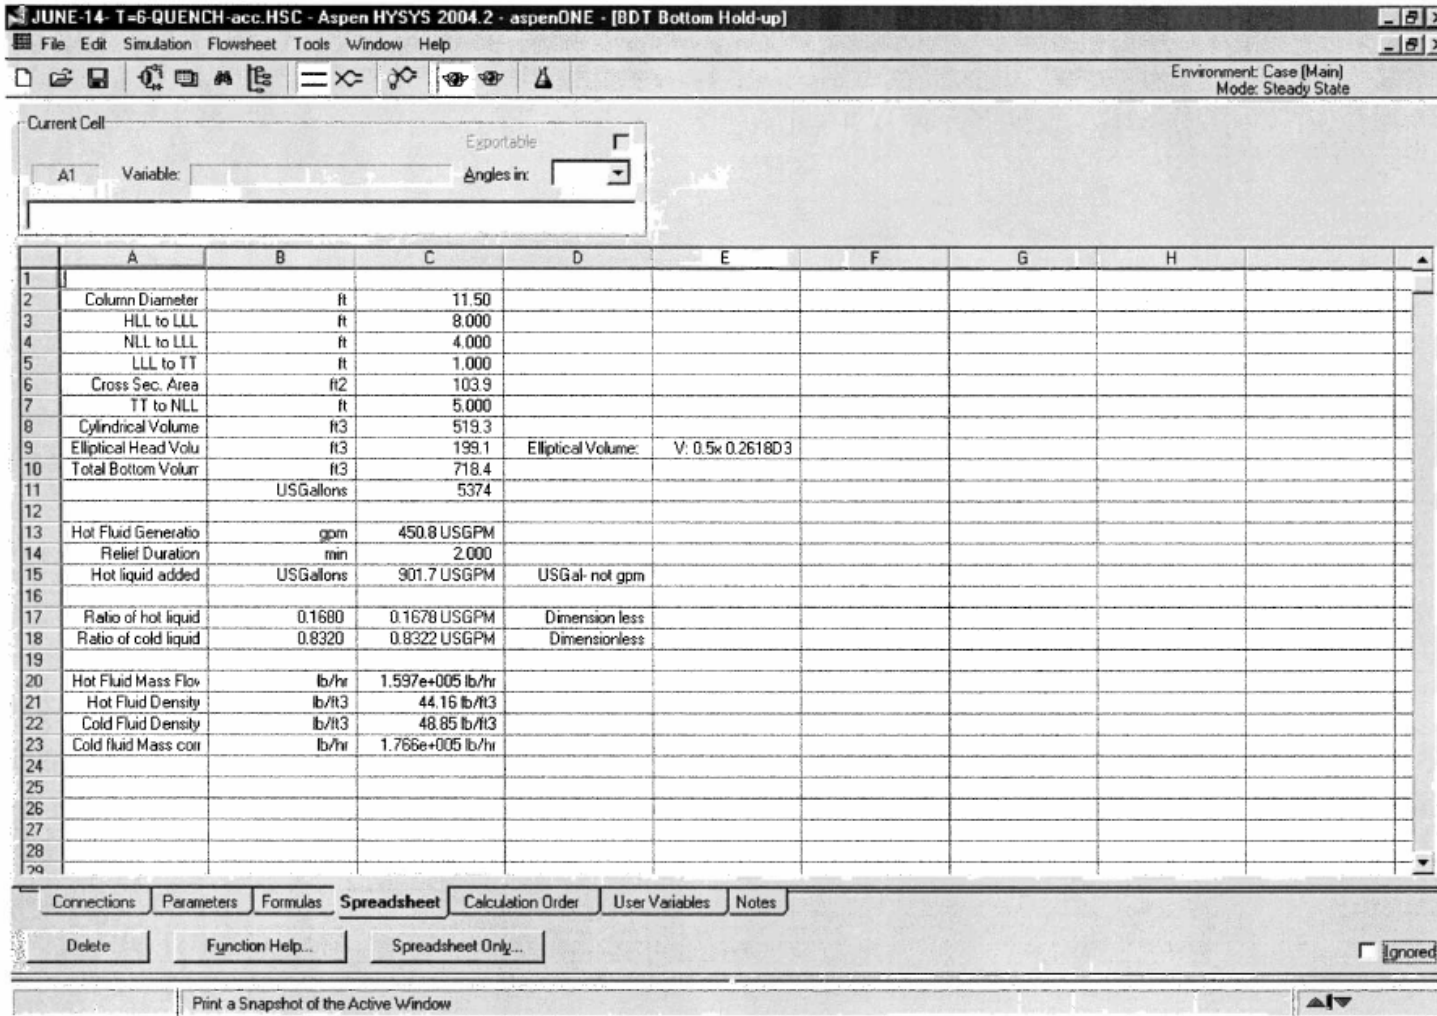 JUNE-14- T=6-QUENCH-acc.HSC - Aspen HYSYS 2004.2 - aspenONE - [BDT Bottom Hold-up]
File Edit Simulation Flowsheet Tools Window Help
Environment: Case (Main)
Mode: Steady State
Current Cell
Exportable
A1 Variable: Angles in:
A B C D E F G H
1
2 Column Diameter ft 11.50
3 HLL to LLL ft 8.000
4 NLL to LLL ft 4.000
5 LLL to TT ft 1.000
6 Cross Sec. Area ft2 103.9
7 TT to NLL ft 5.000
8 Cylindrical Volume ft3 519.3
9 Elliptical Head Volu ft3 199.1 Elliptical Volume: V: 0.5x 0.2618D3
10 Total Bottom Volum ft3 718.4
11 USGallons 5374
12
13 Hot Fluid Generatio gpm 450.8 USGPM
14 Relief Duration min 2.000
15 Hot liquid added USGallons 901.7 USGPM USGal- not gpm
16
17 Ratio of hot liquid 0.1680 0.1678 USGPM Dimension less
18 Ratio of cold liquid 0.8320 0.8322 USGPM Dimensionless
19
20 Hot Fluid Mass Flow lb/hr 1.597e+005 lb/hr
21 Hot Fluid Density lb/ft3 44.16 lb/ft3
22 Cold Fluid Density lb/ft3 48.85 lb/ft3
23 Cold fluid Mass com lb/hr 1.766e+005 lb/hr
24
25
26
27
28
29
Connections Parameters Formulas Spreadsheet Calculation Order User Variables Notes
Delete Function Help... Spreadsheet Only... Ignored
Print a Snapshot of the Active Window